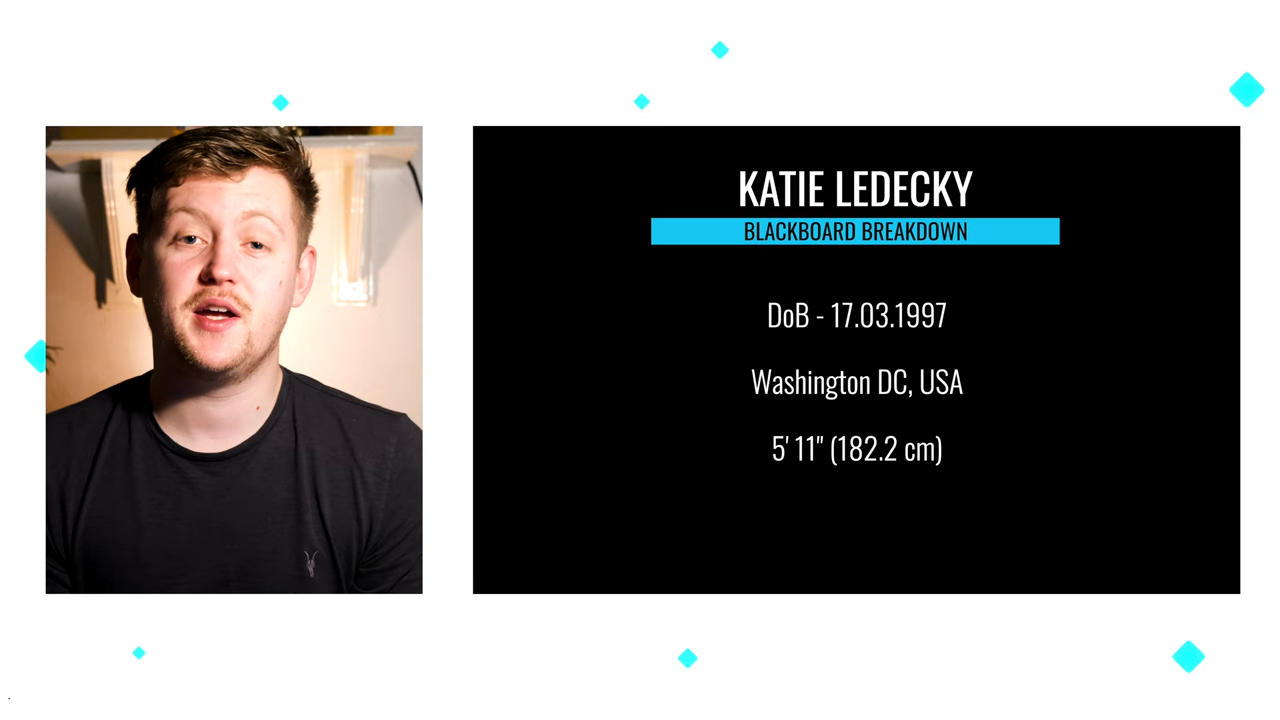 KATIE LEDECKY
BLACKBOARD BREAKDOWN
DoB - 17.03.1997
Washington DC, USA
5' 11" (182.2 cm)